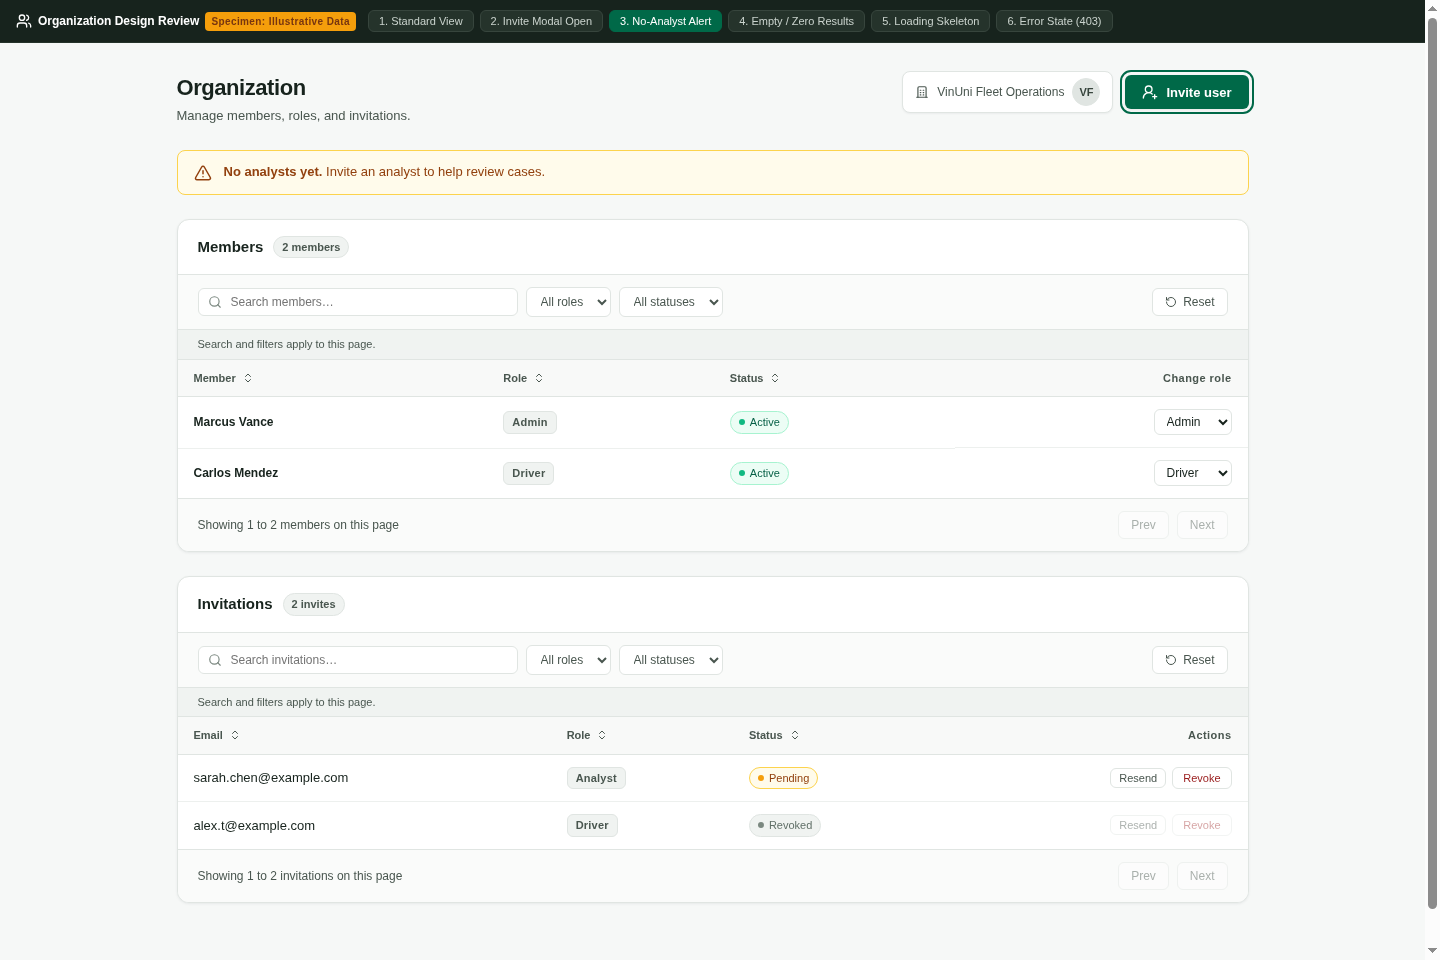 Organization Design Review Specimen: Illustrative Data 1. Standard View 2. Invite Modal Open 3. No-Analyst Alert 4. Empty / Zero Results 5. Loading Skeleton 6. Error State (403)
Organization
Manage members, roles, and invitations.
VinUni Fleet Operations VF Invite user
No analysts yet. Invite an analyst to help review cases.
Members 2 members
Search members… All roles All statuses Reset
Search and filters apply to this page.
Member Role Status Change role
Marcus Vance Admin Active Admin
Carlos Mendez Driver Active Driver
Showing 1 to 2 members on this page Prev Next
Invitations 2 invites
Search invitations… All roles All statuses Reset
Search and filters apply to this page.
Email Role Status Actions
sarah.chen@example.com Analyst Pending Resend Revoke
alex.t@example.com Driver Revoked Resend Revoke
Showing 1 to 2 invitations on this page Prev Next